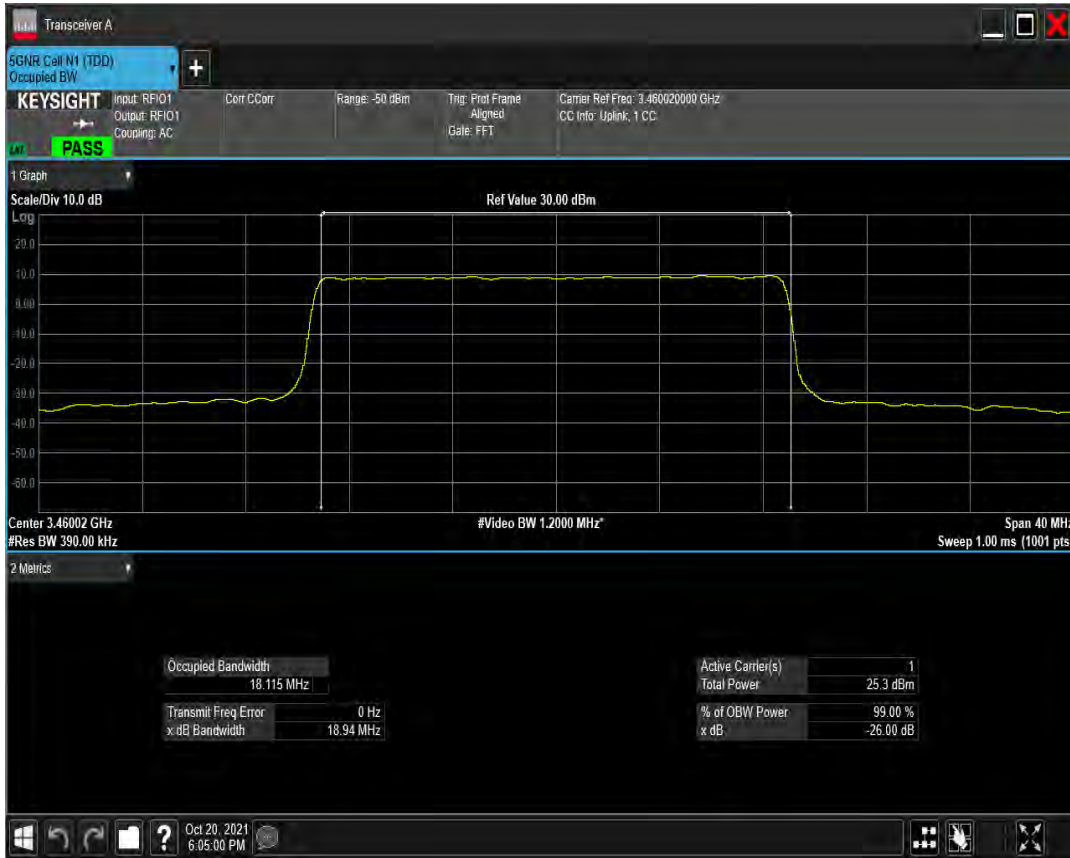 Transceiver A
5GNR Cell N1 (TDD)
Occupied BW
KEYSIGHT
Input: RFIO1
Output: RFIO1
Coupling: AC
Corr CCorr
Range: -50 dBm
Trig: Prot Frame
Aligned
Gate: FFT
Carrier Ref Freq: 3.460020000 GHz
CC Info: Uplink, 1 CC
PASS
1 Graph
Scale/Div 10.0 dB
Ref Value 30.00 dBm
Log
20.0
10.0
0.00
-10.0
-20.0
-30.0
-40.0
-50.0
-60.0
Center 3.46002 GHz
#Video BW 1.2000 MHz*
Span 40 MHz
#Res BW 390.00 kHz
Sweep 1.00 ms (1001 pts
2 Metrics
Occupied Bandwidth
18.115 MHz
Transmit Freq Error 0 Hz
x dB Bandwidth 18.94 MHz
Active Carrier(s) 1
Total Power 25.3 dBm
% of OBW Power 99.00 %
x dB -26.00 dB
Oct 20, 2021
6:05:00 PM